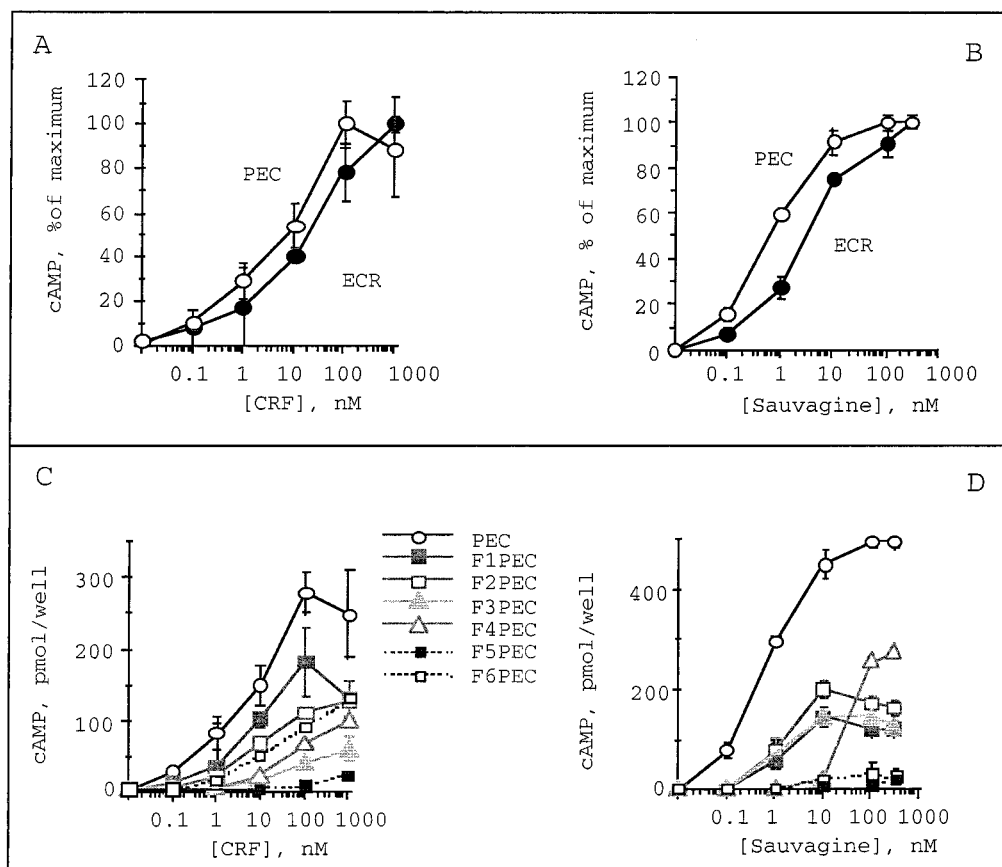 A
cAMP, %of maximum
120
100
80
60
40
20
0
PEC
ECR
0.1 1 10 100 1000
[CRF], nM
B
cAMP, % of maximum
120
100
80
60
40
20
0
PEC
ECR
0.1 1 10 100 1000
[Sauvagine], nM
C
cAMP, pmol/well
300
200
100
0
0.1 1 10 100 1000
[CRF], nM
PEC
F1PEC
F2PEC
F3PEC
F4PEC
F5PEC
F6PEC
D
cAMP, pmol/well
400
200
0
0.1 1 10 100 1000
[Sauvagine], nM